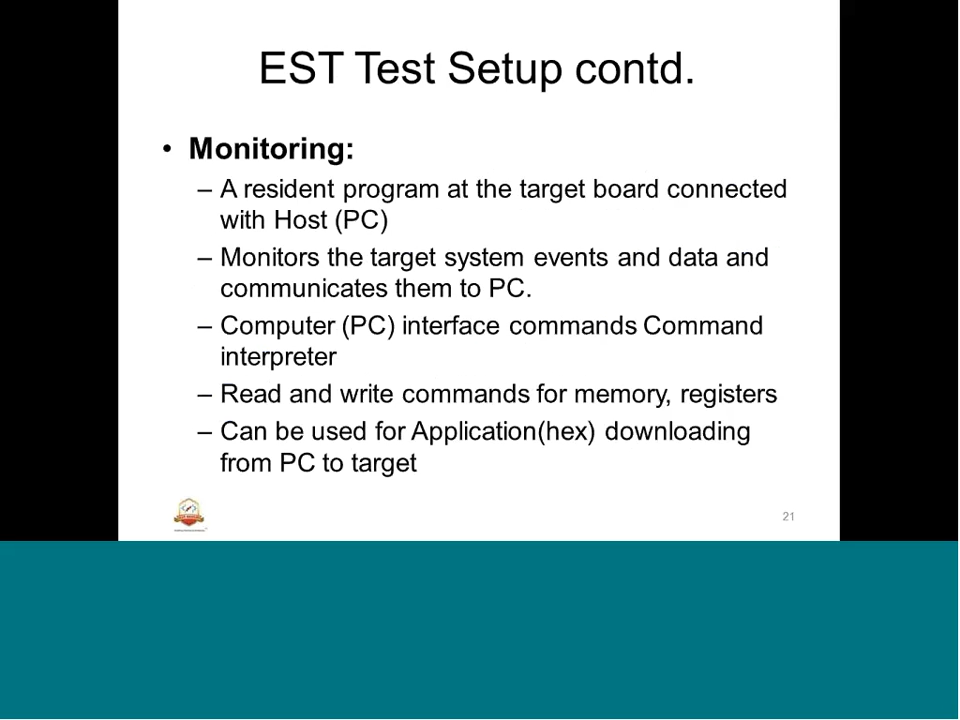 EST Test Setup contd.
• Monitoring:
– A resident program at the target board connected
with Host (PC)
– Monitors the target system events and data and
communicates them to PC.
– Computer (PC) interface commands Command
interpreter
– Read and write commands for memory, registers
– Can be used for Application(hex) downloading
from PC to target
21